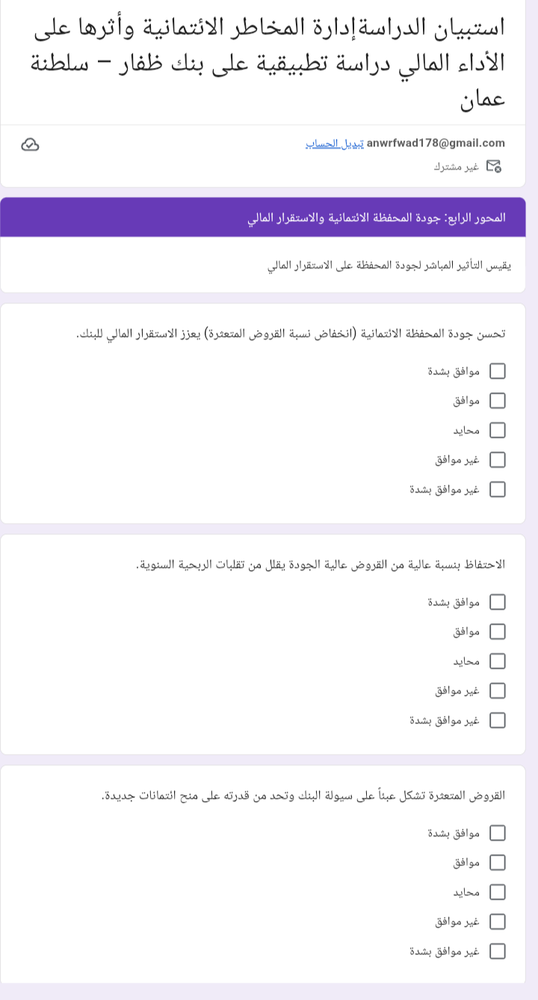 استبيان الدراسةإدارة المخاطر الائتمانية وأثرها على
الأداء المالي دراسة تطبيقية على بنك ظفار – سلطنة
عمان
anwrfwad178@gmail.com تبديل الحساب
غير مشترك
المحور الرابع: جودة المحفظة الائتمانية والاستقرار المالي
يقيس التأثير المباشر لجودة المحفظة على الاستقرار المالي
تحسن جودة المحفظة الائتمانية (انخفاض نسبة القروض المتعثرة) يعزز الاستقرار المالي للبنك.
موافق بشدة
موافق
محايد
غير موافق
غير موافق بشدة
الاحتفاظ بنسبة عالية من القروض عالية الجودة يقلل من تقلبات الربحية السنوية.
موافق بشدة
موافق
محايد
غير موافق
غير موافق بشدة
القروض المتعثرة تشكل عبئاً على سيولة البنك وتحد من قدرته على منح ائتمانات جديدة.
موافق بشدة
موافق
محايد
غير موافق
غير موافق بشدة